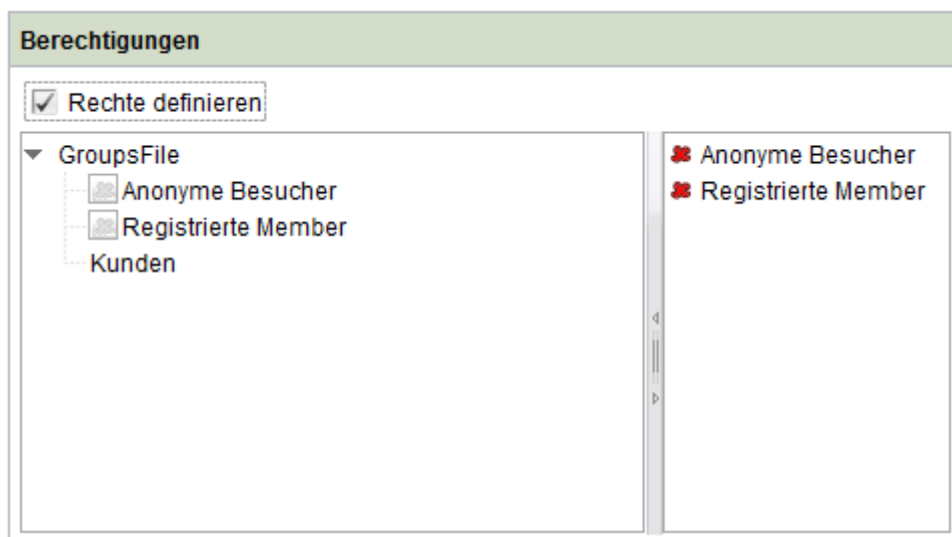 Berechtigungen
Rechte definieren
GroupsFile
Anonyme Besucher
Registrierte Member
Kunden
Anonyme Besucher
Registrierte Member